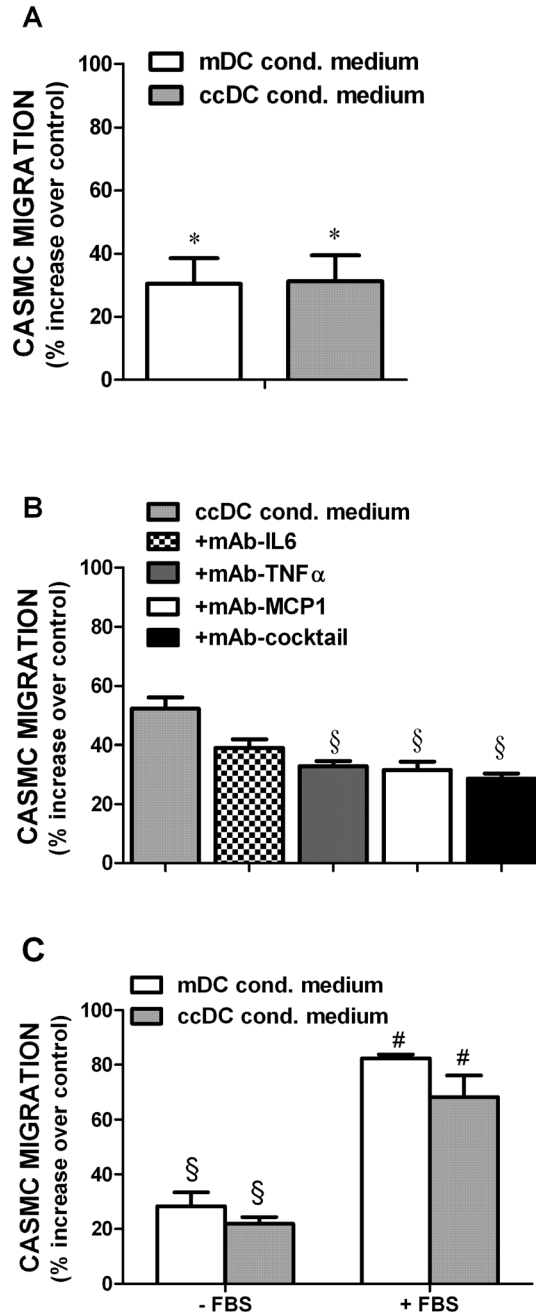 A
mDC cond. medium
ccDC cond. medium
CASMC MIGRATION
(% increase over control)
100
80
60
40
20
0
*
*
B
ccDC cond. medium
+mAb-IL6
+mAb-TNFα
+mAb-MCP1
+mAb-cocktail
CASMC MIGRATION
(% increase over control)
100
80
60
40
20
0
§
§
§
C
mDC cond. medium
ccDC cond. medium
CASMC MIGRATION
(% increase over control)
100
80
60
40
20
0
§
§
#
#
- FBS
+ FBS